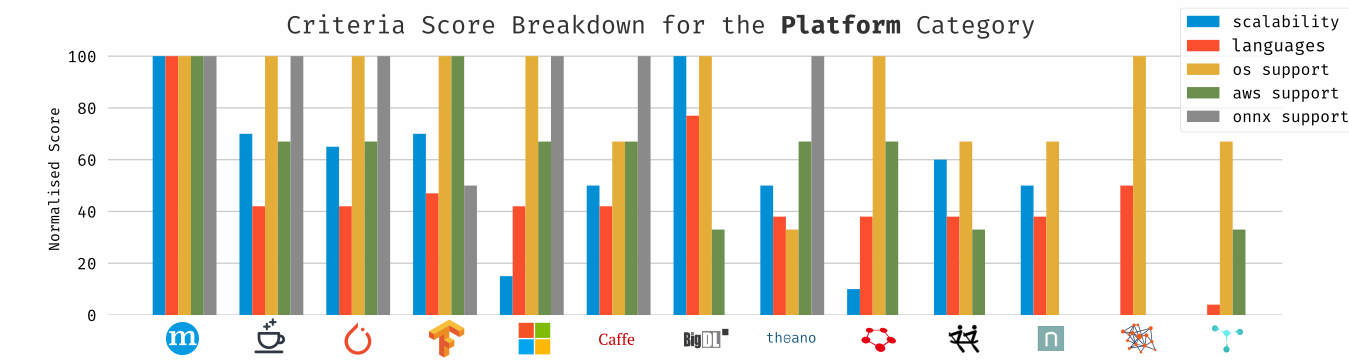 Criteria Score Breakdown for the Platform Category
scalability
languages
os support
aws support
onnx support
Normalised Score
100
80
60
40
20
0
m
++
Caffe
BigDL
theano
n